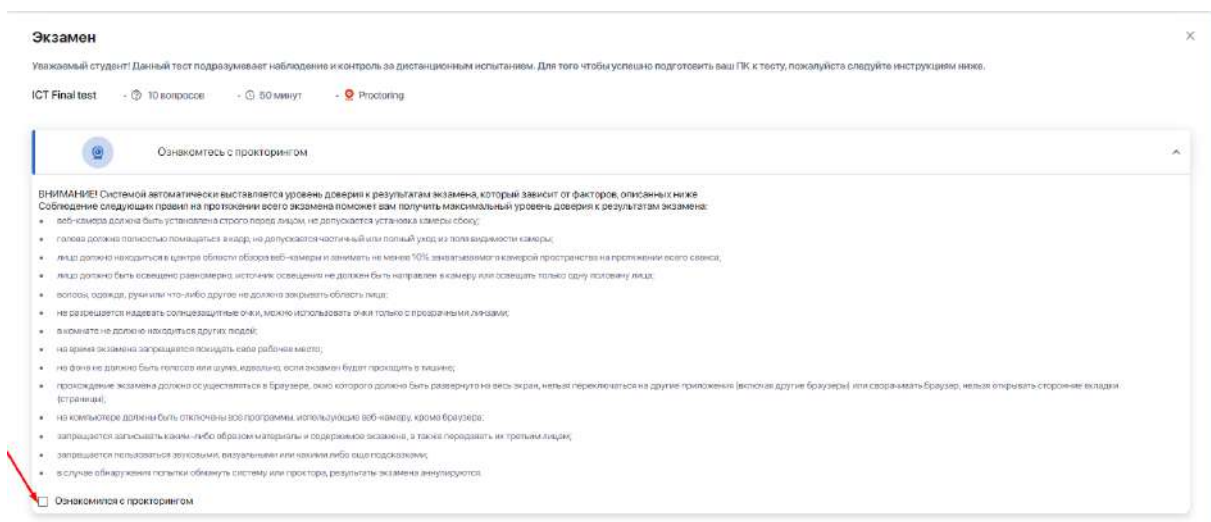 Экзамен
Уважаемый студент! Данный тест подразумевает наблюдение и контроль за дистанционным испытанием. Для того чтобы успешно подготовить ваш ПК к тесту, пожалуйста следуйте инструкциям ниже.
ICT Final test - 10 вопросов - 50 минут - Proctoring
Ознакомтесь с прокторингом
ВНИМАНИЕ! Системой автоматически выставляется уровень доверия к результатам экзамена, который зависит от факторов, описанных ниже
Соблюдение следующих правил на протяжении всего экзамена поможет вам получить максимальный уровень доверия к результатам экзамена:
• веб-камера должна быть установлена строго перед лицом, не допускается установка камеры сбоку;
• голова должна полностью помещаться в кадр, не допускается частичный или полный уход из поля видимости камеры;
• лицо должно находиться в центре области обзора веб-камеры и занимать не менее 10% захватываемого камерой пространства на протяжении всего сеанса;
• лицо должно быть освещено равномерно, источник освещения не должен быть направлен в камеру или освещать только одну половину лица;
• волосы, одежда, руки или что-либо другое не должно закрывать область лица;
• не разрешается надевать солнцезащитные очки, можно использовать очки только с прозрачными линзами;
• в комнате не должно находиться других людей;
• на время экзамена запрещается покидать свое рабочее место;
• на фоне не должно быть голосов или шума, идеально, если экзамен будет проходить в тишине;
• прохождение экзамена должно осуществляться в браузере, окно которого должно быть развернуто на весь экран, нельзя переключаться на другие приложения (включая другие браузеры) или сворачивать браузер, нельзя открывать сторонние вкладки
(страницы);
• на компьютере должны быть отключены все программы, использующие веб-камеру, кроме браузера;
• запрещается записывать каким-либо образом материалы и содержимое экзамена, а также передавать их третьим лицам;
• запрещается пользоваться звуковыми, визуальными или какими либо еще подсказками;
• в случае обнаружения попытки обмануть систему или проктора, результаты экзамена аннулируются.
Ознакомился с прокторингом